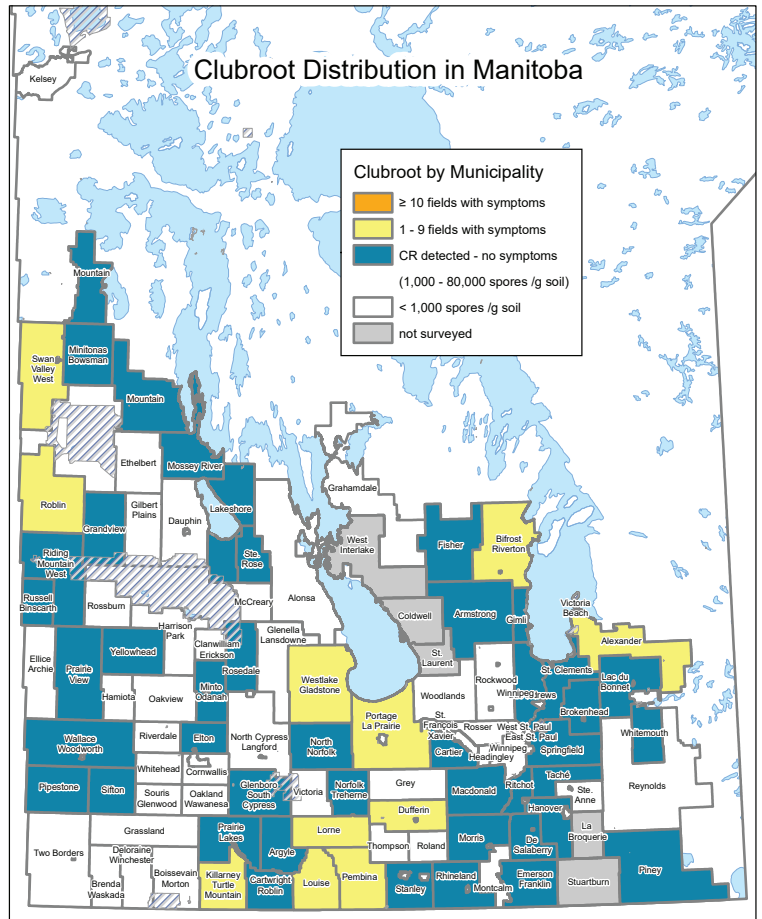 Clubroot Distribution in Manitoba
Kelsey
Clubroot by Municipality
≥ 10 fields with symptoms
1 - 9 fields with symptoms
CR detected - no symptoms
(1,000 - 80,000 spores /g soil)
< 1,000 spores /g soil
not surveyed
Mountain
Swan
Valley
West
Minitonas
Bowsman
Mountain
Ethelbert
Mossey River
Grahamdale
Roblin
Grandview
Gilbert
Plains
Dauphin
Lakeshore
West
Interlake
Fisher
Bifrost
Riverton
Riding
Mountain
West
Ste.
Rose
Russell
Binscarth
Rossburn
McCreary
Alonsa
Coldwell
Armstrong
Gimli
Victoria
Beach
Harrison
Park
Glenella
Lansdowne
Clanwilliam
Erickson
Alexander
Ellice
Archie
Prairie
View
Yellowhead
Rosedale
St.
Laurent
Westlake
Gladstone
Rockwood
St. Clements
Lac du
Bonnet
Hamiota
Oakview
Minto
Odanah
Woodlands
Winnipeg
rews
Brokenhead
Portage
La Prairie
St.
François
Xavier
Rosser
West St. Paul
East St. Paul
Whitemouth
Wallace
Woodworth
Riverdale
Elton
North Cypress
Langford
North
Norfolk
Cartier
Headingley
Winnipeg
Springfield
Whitehead
Cornwallis
Taché
Pipestone
Sifton
Souris
Glenwood
Oakland
Wawanesa
Glenboro
South
Cypress
Victoria
Norfolk
Treherne
Grey
Macdonald
Ritchot
Ste.
Anne
Reynolds
Dufferin
Hanover
Grassland
Prairie
Lakes
Lorne
Thompson
Roland
Morris
De
Salaberry
La
Broquerie
Two Borders
Deloraine
Winchester
Argyle
Boissevain
Morton
Killarney
Turtle
Mountain
Cartwright
Roblin
Louise
Pembina
Stanley
Rhineland
Montcalm
Emerson
Franklin
Stuartburn
Piney
Brenda
Waskada